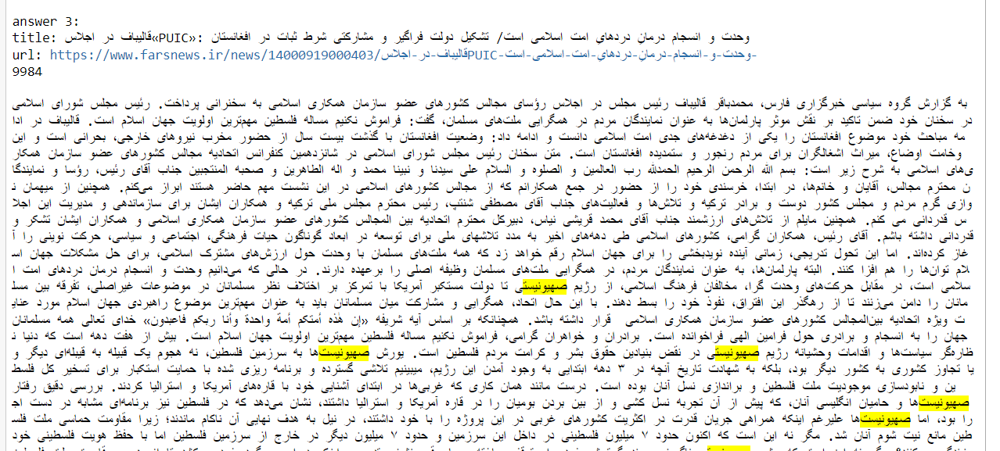 answer 3:
title: قالیباف در اجلاس «PUIC»: وحدت و انسجام درمانِ دردهایِ امت اسلامی است/ تشکیل دولت فراگیر و مشارکتی شرط ثبات در افغانستان
url: https://www.farsnews.ir/news/14000919000403/قالیباف-در-اجلاس-PUIC-وحدت-و-انسجام-درمانِ-دردهایِ-امت-اسلامی-است-
9984
به گزارش گروه سیاسی خبرگزاری فارس، محمدباقر قالیباف رئیس مجلس در اجلاس رؤسای مجالس کشورهای عضو سازمان همکاری اسلامی به سخنرانی پرداخت. رئیس مجلس شورای اسلامی
در سخنان خود ضمن تاکید بر نقش موثر پارلمان‌ها به عنوان نمایندگان مردم در همگرایی ملت‌های مسلمان، گفت: فراموش نکنیم مساله فلسطین مهم‌ترین اولویت جهان اسلام است. قالیباف در ادا
مه مباحث خود موضوع افغانستان را یکی از دغدغه‌های جدی امت اسلامی دانست و ادامه داد: وضعیت افغانستان با گذشت بیست سال از حضور مخرب نیروهای خارجی، بحرانی است و این
وخامت اوضاع، میراث اشغالگران برای مردم رنجور و ستمدیده افغانستان است. متن سخنان رئیس مجلس شورای اسلامی در شانزدهمین کنفرانس اتحادیه مجالس کشورهای عضو سازمان همکار
ی‌های اسلامی به شرح زیر است: بسم الله الرحمن الرحیم الحمدلله رب العالمین و الصلوه و السلام علی سیدنا و نبینا محمد و اله الطاهرین و صحبه المنتجبین جناب آقای رئیس، رؤسا و نمایندگا
ن محترم مجالس، آقایان و خانم‌ها، در ابتدا، خرسندی خود را از حضور در جمع همکارانم که از مجالس کشورهای اسلامی در این نشست مهم حاضر هستند ابراز می‌کنم. همچنین از میهمان ن
وازی گرم مردم و مجلس کشور دوست و برادر ترکیه و تلاش‌ها و فعالیت‌های جناب آقای مصطفی شنتپ، رئیس محترم مجلس ملی ترکیه و همکاران ایشان برای سازماندهی و مدیریت این اجلا
س قدردانی می کنم. همچنین مایلم از تلاش‌های ارزشمند جناب آقای محمد قریشی نیاس، دبیرکل محترم اتحادیه بین المجالس کشورهای عضو سازمان همکاری اسلامی و همکاران ایشان تشکر و
قدردانی داشته باشم. آقای رئیس، همکاران گرامی، کشورهای اسلامی طی دهه‌های اخیر به مدد تلاشهای ملی برای توسعه در ابعاد گوناگون حیات فرهنگی، اجتماعی و سیاسی، حرکت نوینی را آ
غاز کرده‌اند. اما این تحول تدریجی، زمانی آینده نویدبخشی را برای جهان اسلام رقم خواهد زد که همه ملت‌های مسلمان با وحدت حول ارزش‌های مشترک اسلامی، برای حل مشکلات جهان اس
لام توان‌ها را هم افزا کنند. البته پارلمان‌ها، به عنوان نمایندگان مردم، در همگرایی ملت‌های مسلمان وظیفه اصلی را برعهده دارند. در حالی که می‌دانیم وحدت و انسجام درمان دردهای امت ا
سلامی است، در مقابل حرکت‌های وحدت گرا، مخالفان فرهنگ اسلامی، از رژیم صهیونیستی تا دولت مستکبر آمریکا با تمرکز بر اختلاف نظر مسلمانان در موضوعات غیراصلی، تفرقه بین مسل
مانان را دامن می‌زنند تا از رهگذر این افتراق، نفوذ خود را بسط دهند. با این حال اتحاد، همگرایی و مشارکت میان مسلمانان باید به عنوان مهم‌ترین موضوع راهبردی جهان اسلام مورد عنای
ت ویژه اتحادیه بین‌المجالس کشورهای عضو سازمان همکاری اسلامی قرار داشته باشد. همچنانکه بر اساس آیه شریفه «إن هٰذه أمتكم أمة واحدة وأنا ربكم فاعبدون» خدای تعالی همه مسلمانان
جهان را به انسجام و برادری حول فرامین الهی فراخوانده است. برادران و خواهران گرامی، فراموش نکنیم مساله فلسطین مهم‌ترین اولویت جهان اسلام است. بیش از هفت دهه است که دنیا ن
ظاره‌گر سیاست‌ها و اقدامات وحشیانه رژیم صهیونیستی در نقض بنیادین حقوق بشر و کرامت مردم فلسطین است. یورش صهیونیست‌ها به سرزمین فلسطین، نه هجوم یک قبیله به قبیله‌ای دیگر و
یا تجاوز کشوری به کشور دیگر بود، بلکه به شهادت تاریخ آنچه در ۳ دهه ابتدایی به وجود آمدن این رژیم، میبینیم تلاشی گسترده و برنامه ریزی شده با حمایت استکبار برای تسخیر کل فلسط
ین و نابودسازی موجودیت ملت فلسطین و براندازی نسل آنان بوده است. درست مانند همان کاری که غربی‌ها در ابتدای آشنایی خود با قاره‌های آمریکا و استرالیا کردند. بررسی دقیق رفتار
صهیونیست‌ها و حامیان انگلیسی آنان، که پیش از آن تجربه نسل کشی و از بین بردن بومیان را در قاره آمریکا و استرالیا داشتند، نشان می‌دهد که در فلسطین نیز برنامه‌ای مشابه در دست اج
را بود، اما صهیونیست‌ها علیرغم اینکه همراهی جریان قدرت در اکثریت کشورهای غربی در این پروژه را با خود داشتند، در نیل به هدف نهایی آن ناکام ماندند؛ زیرا مقاومت حماسی ملت فلس
طین مانع نیت شوم آنان شد. مگر نه این است که اکنون حدود ۷ میلیون فلسطینی در داخل این سرزمین و حدود ۷ میلیون دیگر در خارج از سرزمین فلسطین اما با حفظ هویت فلسطینی خود